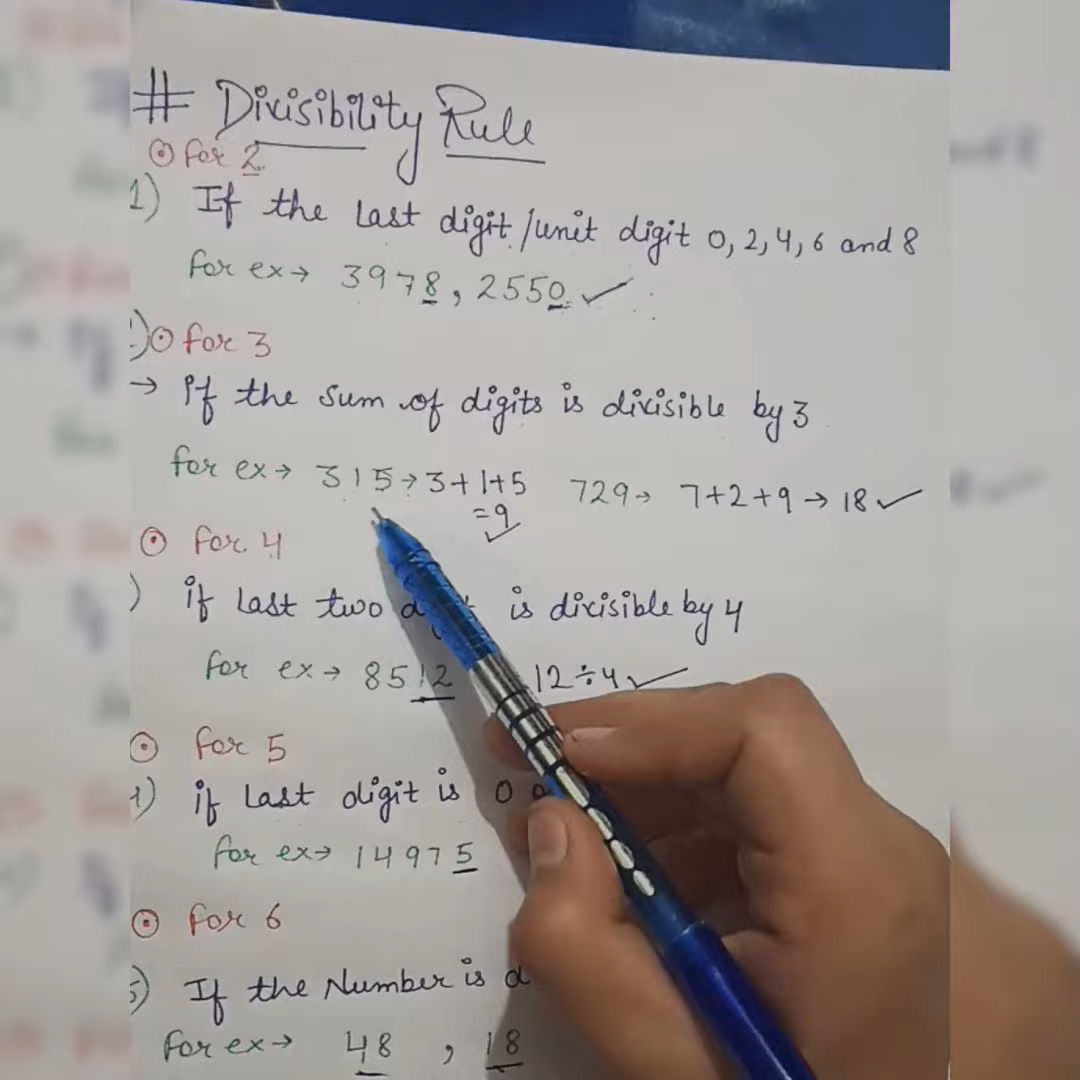 # Divisibility Rule
⊙ for 2
1) If the last digit/unit digit 0, 2, 4, 6 and 8
for ex → 3978, 2550 ✓
⊙ for 3
→ if the sum of digits is divisible by 3
for ex → 315 → 3+1+5 729 → 7+2+9 → 18 ✓
=9 ✓
⊙ for 4
) if last two is divisible by 4
for ex → 8512 12÷4 ✓
⊙ for 5
) if last digit is 0
for ex → 14975
⊙ for 6
5) If the Number is
for ex → 48, 18